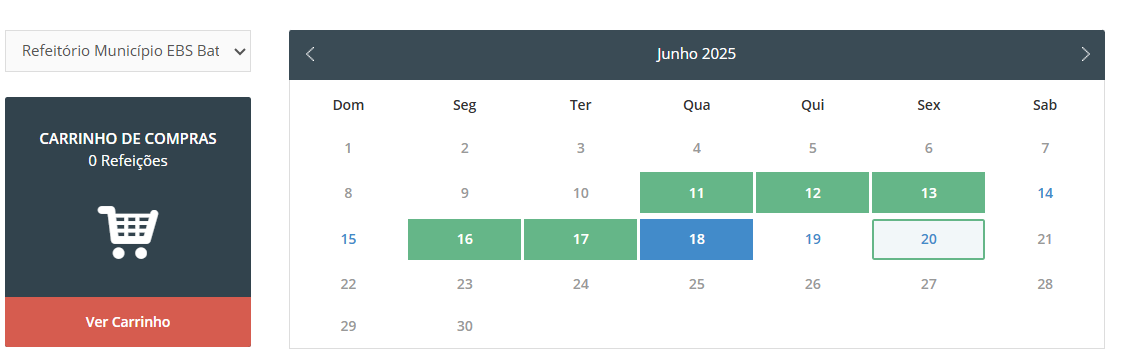 Refeitório Município EBS Bat
CARRINHO DE COMPRAS
0 Refeições
Ver Carrinho
Junho 2025
Dom Seg Ter Qua Qui Sex Sab
1 2 3 4 5 6 7
8 9 10 11 12 13 14
15 16 17 18 19 20 21
22 23 24 25 26 27 28
29 30